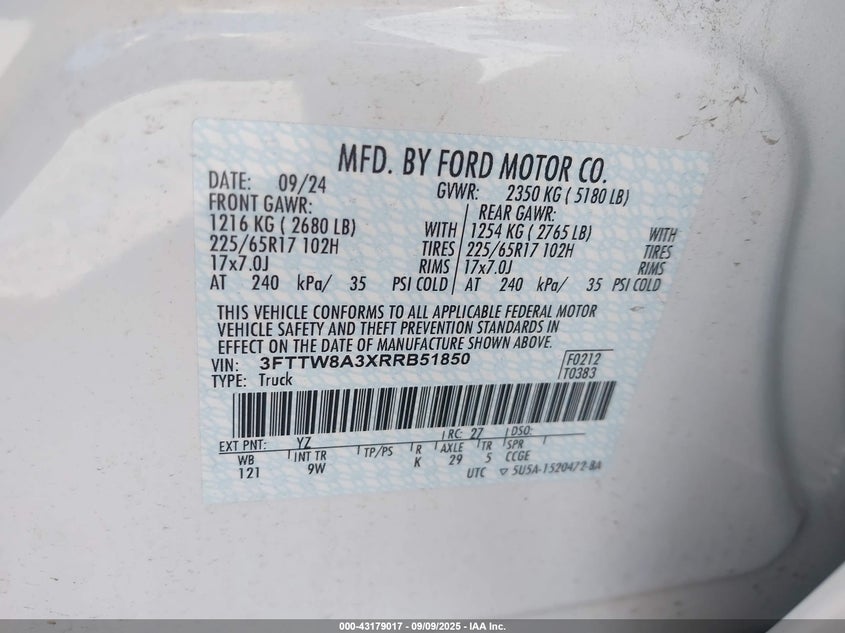 MFD. BY FORD MOTOR CO.
DATE: 09/24 GVWR: 2350 KG ( 5180 LB)
FRONT GAWR: REAR GAWR:
1216 KG ( 2680 LB) WITH 1254 KG ( 2765 LB) WITH
225/65R17 102H TIRES 225/65R17 102H TIRES
17x7.0J RIMS 17x7.0J RIMS
AT 240 kPa/ 35 PSI COLD AT 240 kPa/ 35 PSI COLD
THIS VEHICLE CONFORMS TO ALL APPLICABLE FEDERAL MOTOR
VEHICLE SAFETY AND THEFT PREVENTION STANDARDS IN
EFFECT ON THE DATE OF MANUFACTURE SHOWN ABOVE.
VIN: 3FTTW8A3XRRB51850 F0212
TYPE: Truck T0383
EXT PNT: YZ RC: 27 DSO:
WB INT TR TP/PS R AXLE TR SPR
121 9W K 29 5 CCGE
UTC ▽ 5U5A-1520472-BA
000-43179017 - 09/09/2025 - IAA Inc.